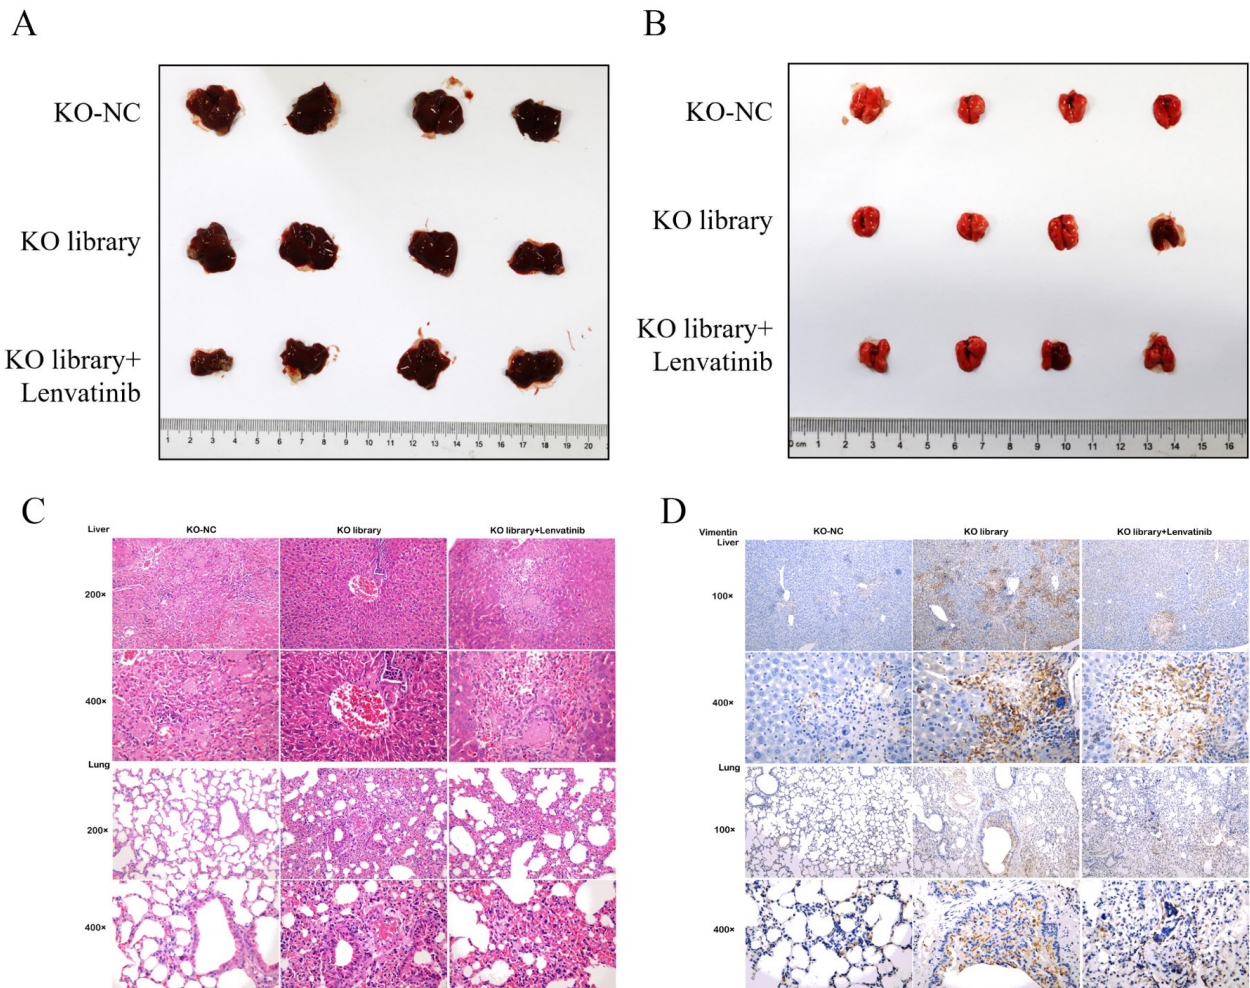 A
KO-NC
KO library
KO library+
Lenvatinib
1 2 3 4 5 6 7 8 9 10 11 12 13 14 15 16 17 18 19 20
B
KO-NC
KO library
KO library+
Lenvatinib
0 cm 1 2 3 4 5 6 7 8 9 10 11 12 13 14 15 16
C
Liver KO-NC KO library KO library+Lenvatinib
200×
400×
Lung
200×
400×
D
Vimentin
Liver KO-NC KO library KO library+Lenvatinib
100×
400×
Lung
100×
400×